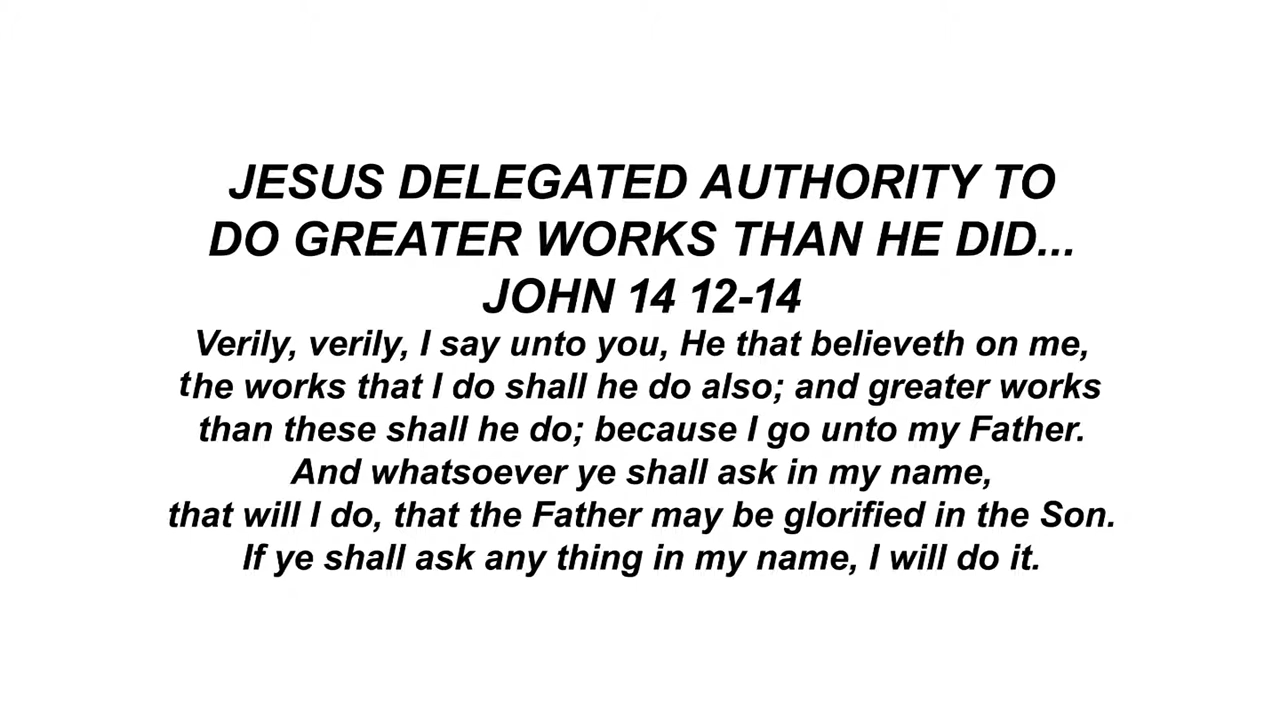 JESUS DELEGATED AUTHORITY TO
DO GREATER WORKS THAN HE DID...
JOHN 14 12-14
Verily, verily, I say unto you, He that believeth on me,
the works that I do shall he do also; and greater works
than these shall he do; because I go unto my Father.
And whatsoever ye shall ask in my name,
that will I do, that the Father may be glorified in the Son.
If ye shall ask any thing in my name, I will do it.